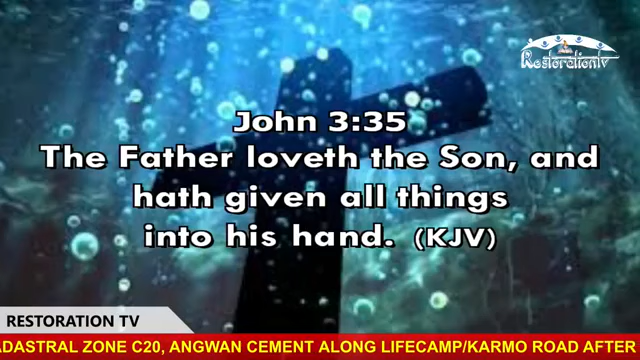 Restorationtv
John 3:35
The Father loveth the Son, and
hath given all things
into his hand. (KJV)
RESTORATION TV
ADASTRAL ZONE C20, ANGWAN CEMENT ALONG LIFECAMP/KARMO ROAD AFTER